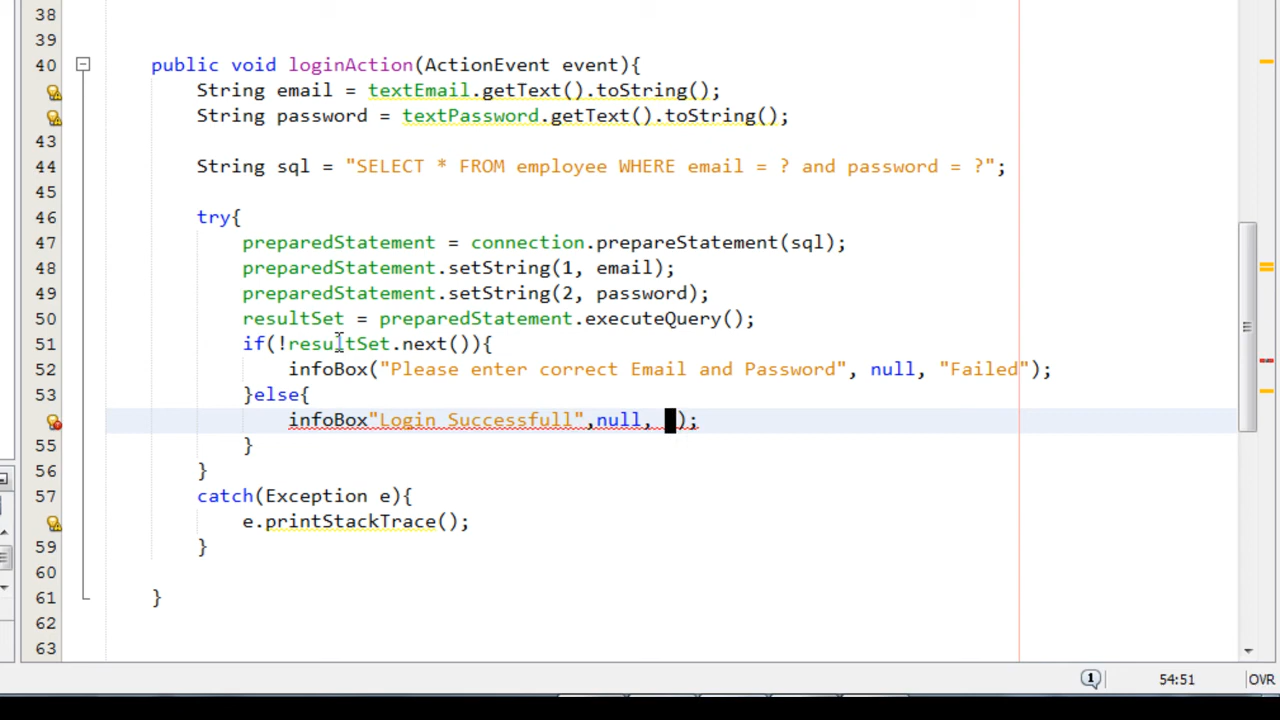 38
39
40 public void loginAction(ActionEvent event){
String email = textEmail.getText().toString();
String password = textPassword.getText().toString();
43
44 String sql = "SELECT * FROM employee WHERE email = ? and password = ?";
45
46 try{
47 preparedStatement = connection.prepareStatement(sql);
48 preparedStatement.setString(1, email);
49 preparedStatement.setString(2, password);
50 resultSet = preparedStatement.executeQuery();
51 if(!resultSet.next()){
52 infoBox("Please enter correct Email and Password", null, "Failed");
53 }else{
infoBox"Login Successfull",null, );
55 }
56 }
57 catch(Exception e){
e.printStackTrace();
59 }
60
61 }
62
63
1 54:51 OVR